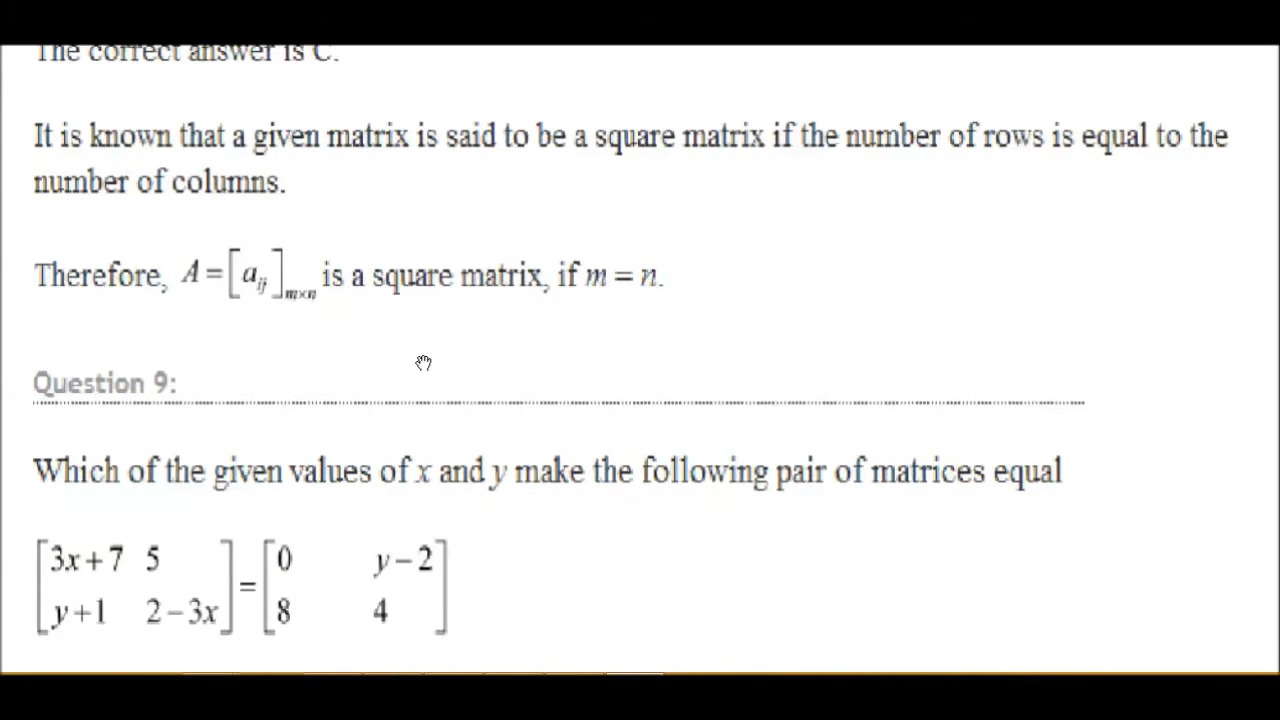 The correct answer is C.
It is known that a given matrix is said to be a square matrix if the number of rows is equal to the
number of columns.
Therefore, A = [a_ij]_m×n is a square matrix, if m = n.
Question 9:
Which of the given values of x and y make the following pair of matrices equal
[3x+7 5] = [0 y−2]
[y+1 2−3x] [8 4]